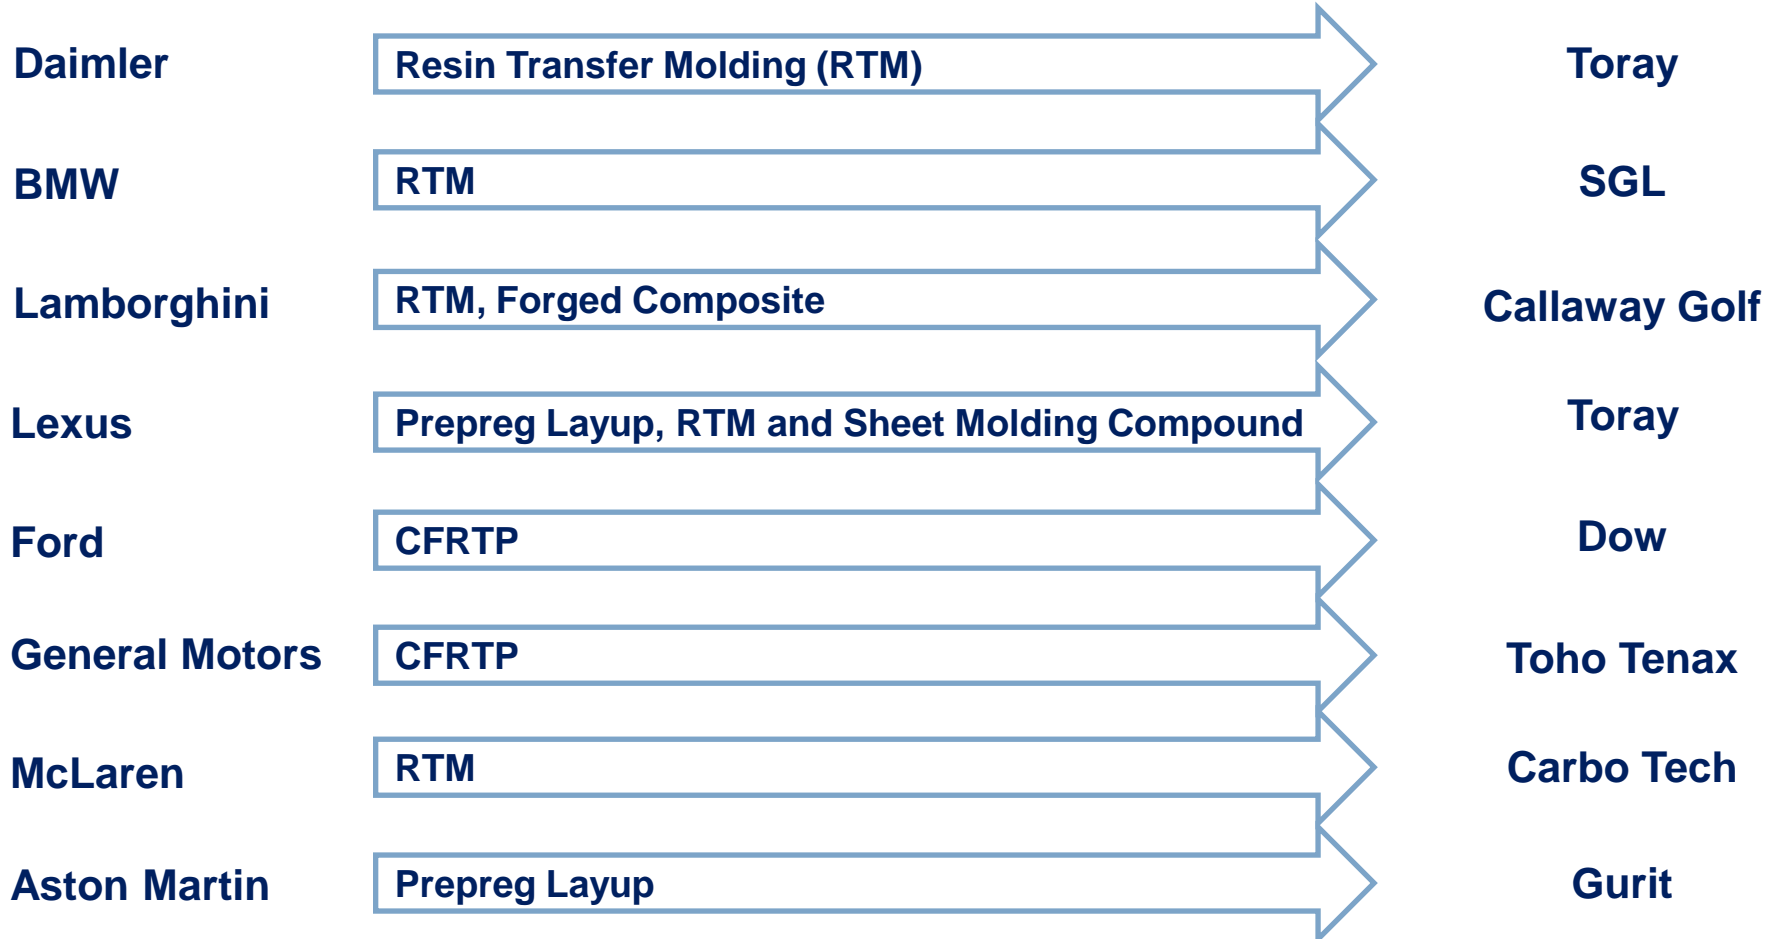 Daimler
Resin Transfer Molding (RTM)
Toray
BMW
RTM
SGL
Lamborghini
RTM, Forged Composite
Callaway Golf
Lexus
Prepreg Layup, RTM and Sheet Molding Compound
Toray
Ford
CFRTP
Dow
General Motors
CFRTP
Toho Tenax
McLaren
RTM
Carbo Tech
Aston Martin
Prepreg Layup
Gurit